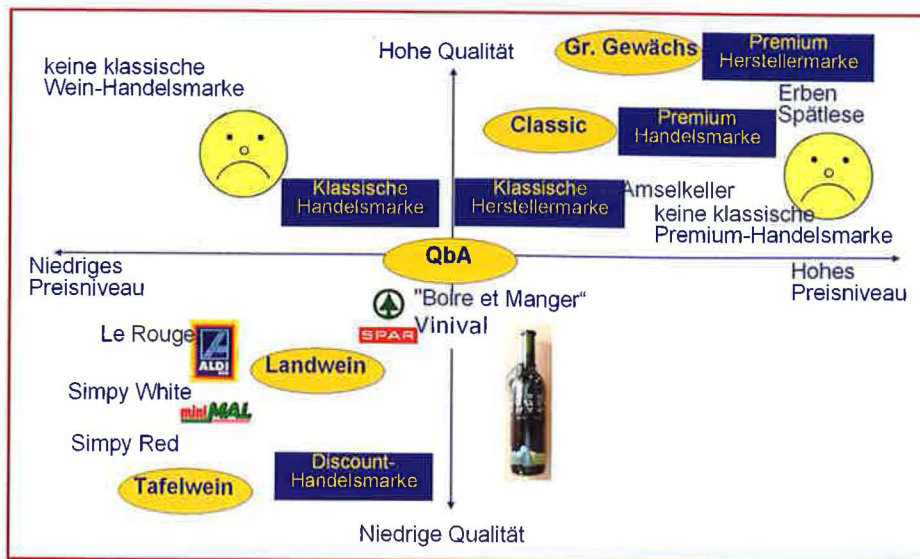 Hohe Qualität
Gr. Gewächs
Premium
Herstellermarke
keine klassische
Wein-Handelsmarke
Erben
Spätlese
Classic
Premium
Handelsmarke
Klassische
Handelsmarke
Klassische
Herstellermarke
Amselkeller
keine klassische
Premium-Handelsmarke
QbA
Niedriges
Preisniveau
Hohes
Preisniveau
"Boire et Manger“
Vinival
SPAR
Le Rouge
ALDI
Landwein
Simpy White
miniMAL
Simpy Red
Discount-
Handelsmarke
Tafelwein
Niedrige Qualität